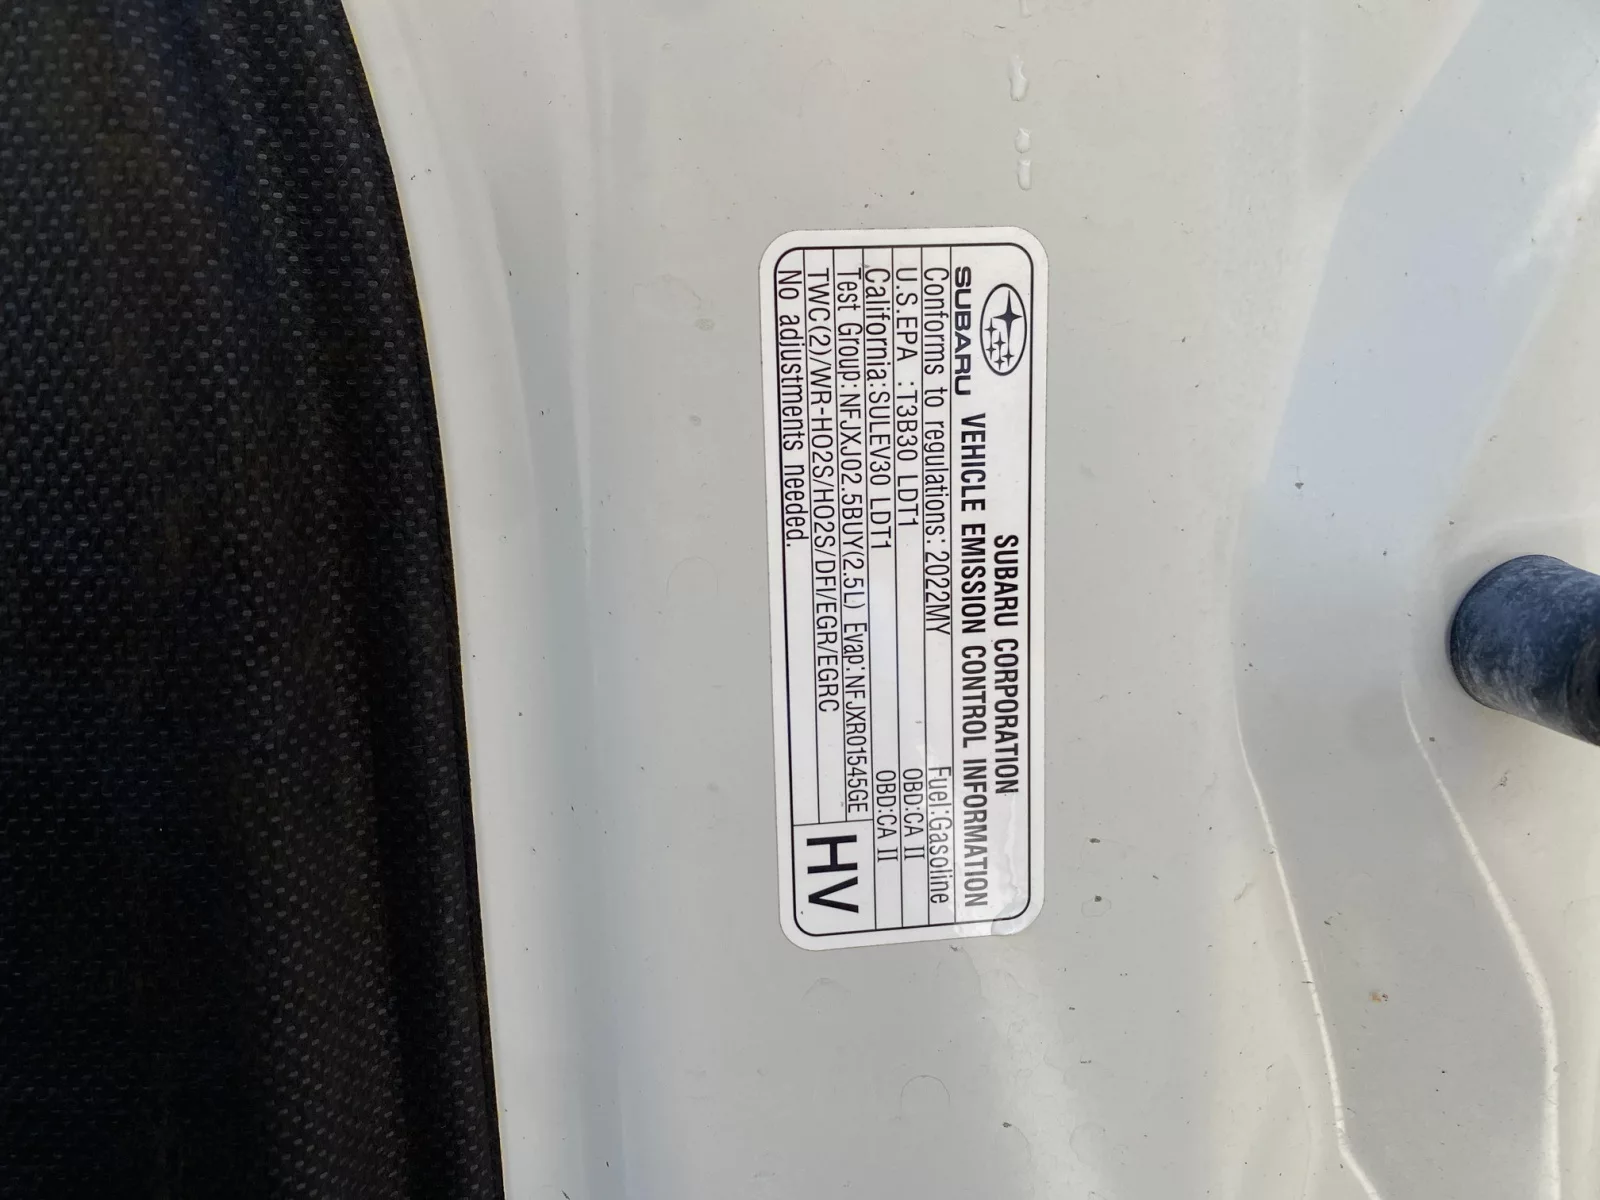 SUBARU CORPORATION
SUBARU VEHICLE EMISSION CONTROL INFORMATION
Conforms to regulations: 2022MY Fuel:Gasoline
U.S.EPA :T3B30 LDT1 OBD:CA II
California:SULEV30 LDT1 OBD:CA II
Test Group:NFJXJ02.5BUY(2.5L) Evap:NFJXR01545GE
TWC(2)/WR-HO2S/HO2S/DFI/EGR/EGRC
No adjustments needed.
HV